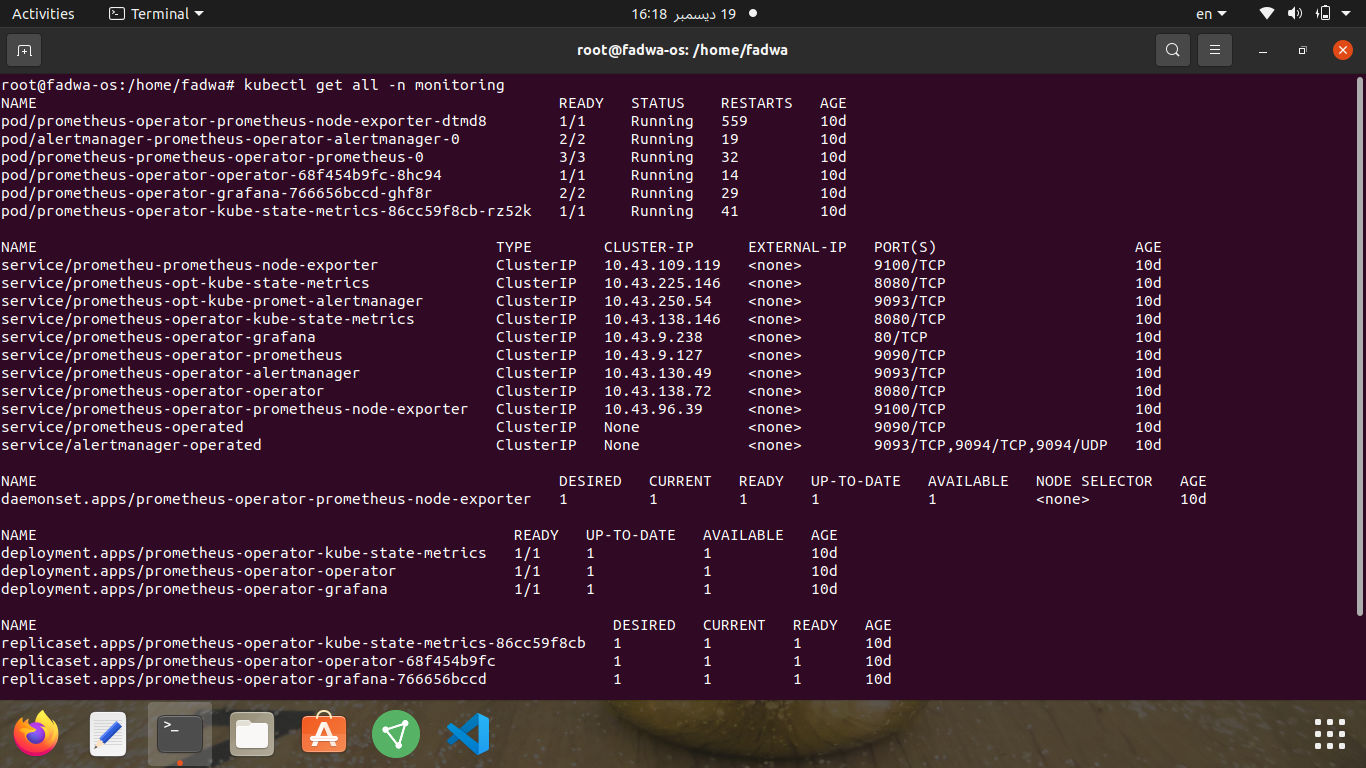 Activities Terminal 16:18 19 ديسمبر en
root@fadwa-os: /home/fadwa
root@fadwa-os:/home/fadwa# kubectl get all -n monitoring
NAME READY STATUS RESTARTS AGE
pod/prometheus-operator-prometheus-node-exporter-dtmd8 1/1 Running 559 10d
pod/alertmanager-prometheus-operator-alertmanager-0 2/2 Running 19 10d
pod/prometheus-prometheus-operator-prometheus-0 3/3 Running 32 10d
pod/prometheus-operator-operator-68f454b9fc-8hc94 1/1 Running 14 10d
pod/prometheus-operator-grafana-766656bccd-ghf8r 2/2 Running 29 10d
pod/prometheus-operator-kube-state-metrics-86cc59f8cb-rz52k 1/1 Running 41 10d
NAME TYPE CLUSTER-IP EXTERNAL-IP PORT(S) AGE
service/prometheu-prometheus-node-exporter ClusterIP 10.43.109.119 <none> 9100/TCP 10d
service/prometheus-opt-kube-state-metrics ClusterIP 10.43.225.146 <none> 8080/TCP 10d
service/prometheus-opt-kube-promet-alertmanager ClusterIP 10.43.250.54 <none> 9093/TCP 10d
service/prometheus-operator-kube-state-metrics ClusterIP 10.43.138.146 <none> 8080/TCP 10d
service/prometheus-operator-grafana ClusterIP 10.43.9.238 <none> 80/TCP 10d
service/prometheus-operator-prometheus ClusterIP 10.43.9.127 <none> 9090/TCP 10d
service/prometheus-operator-alertmanager ClusterIP 10.43.130.49 <none> 9093/TCP 10d
service/prometheus-operator-operator ClusterIP 10.43.138.72 <none> 8080/TCP 10d
service/prometheus-operator-prometheus-node-exporter ClusterIP 10.43.96.39 <none> 9100/TCP 10d
service/prometheus-operated ClusterIP None <none> 9090/TCP 10d
service/alertmanager-operated ClusterIP None <none> 9093/TCP,9094/TCP,9094/UDP 10d
NAME DESIRED CURRENT READY UP-TO-DATE AVAILABLE NODE SELECTOR AGE
daemonset.apps/prometheus-operator-prometheus-node-exporter 1 1 1 1 1 <none> 10d
NAME READY UP-TO-DATE AVAILABLE AGE
deployment.apps/prometheus-operator-kube-state-metrics 1/1 1 1 10d
deployment.apps/prometheus-operator-operator 1/1 1 1 10d
deployment.apps/prometheus-operator-grafana 1/1 1 1 10d
NAME DESIRED CURRENT READY AGE
replicaset.apps/prometheus-operator-kube-state-metrics-86cc59f8cb 1 1 1 10d
replicaset.apps/prometheus-operator-operator-68f454b9fc 1 1 1 10d
replicaset.apps/prometheus-operator-grafana-766656bccd 1 1 1 10d